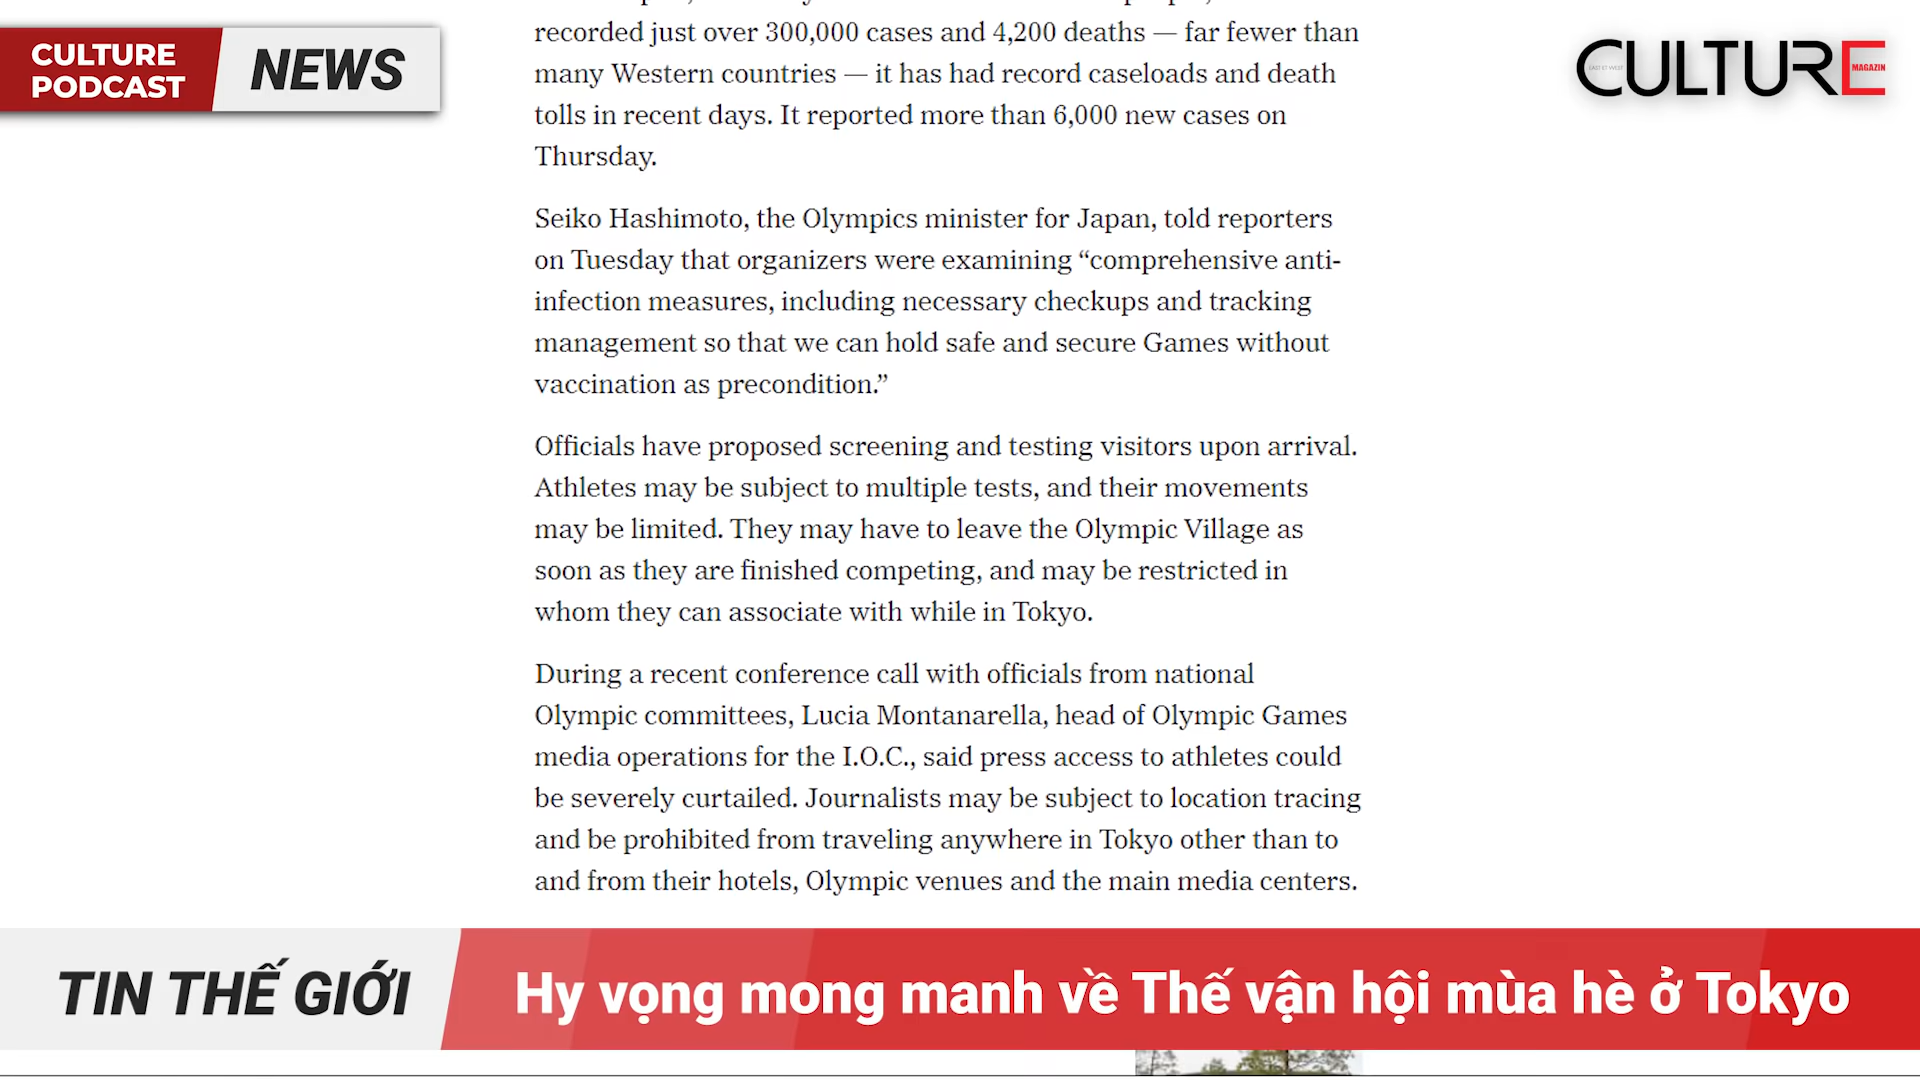 recorded just over 300,000 cases and 4,200 deaths — far fewer than
many Western countries — it has had record caseloads and death
tolls in recent days. It reported more than 6,000 new cases on
Thursday.
Seiko Hashimoto, the Olympics minister for Japan, told reporters
on Tuesday that organizers were examining “comprehensive anti-
infection measures, including necessary checkups and tracking
management so that we can hold safe and secure Games without
vaccination as precondition.”
Officials have proposed screening and testing visitors upon arrival.
Athletes may be subject to multiple tests, and their movements
may be limited. They may have to leave the Olympic Village as
soon as they are finished competing, and may be restricted in
whom they can associate with while in Tokyo.
During a recent conference call with officials from national
Olympic committees, Lucia Montanarella, head of Olympic Games
media operations for the I.O.C., said press access to athletes could
be severely curtailed. Journalists may be subject to location tracing
and be prohibited from traveling anywhere in Tokyo other than to
and from their hotels, Olympic venues and the main media centers.
CULTURE
PODCAST
NEWS
CULTURE
MAGAZIN
TIN THẾ GIỚI
Hy vọng mong manh về Thế vận hội mùa hè ở Tokyo